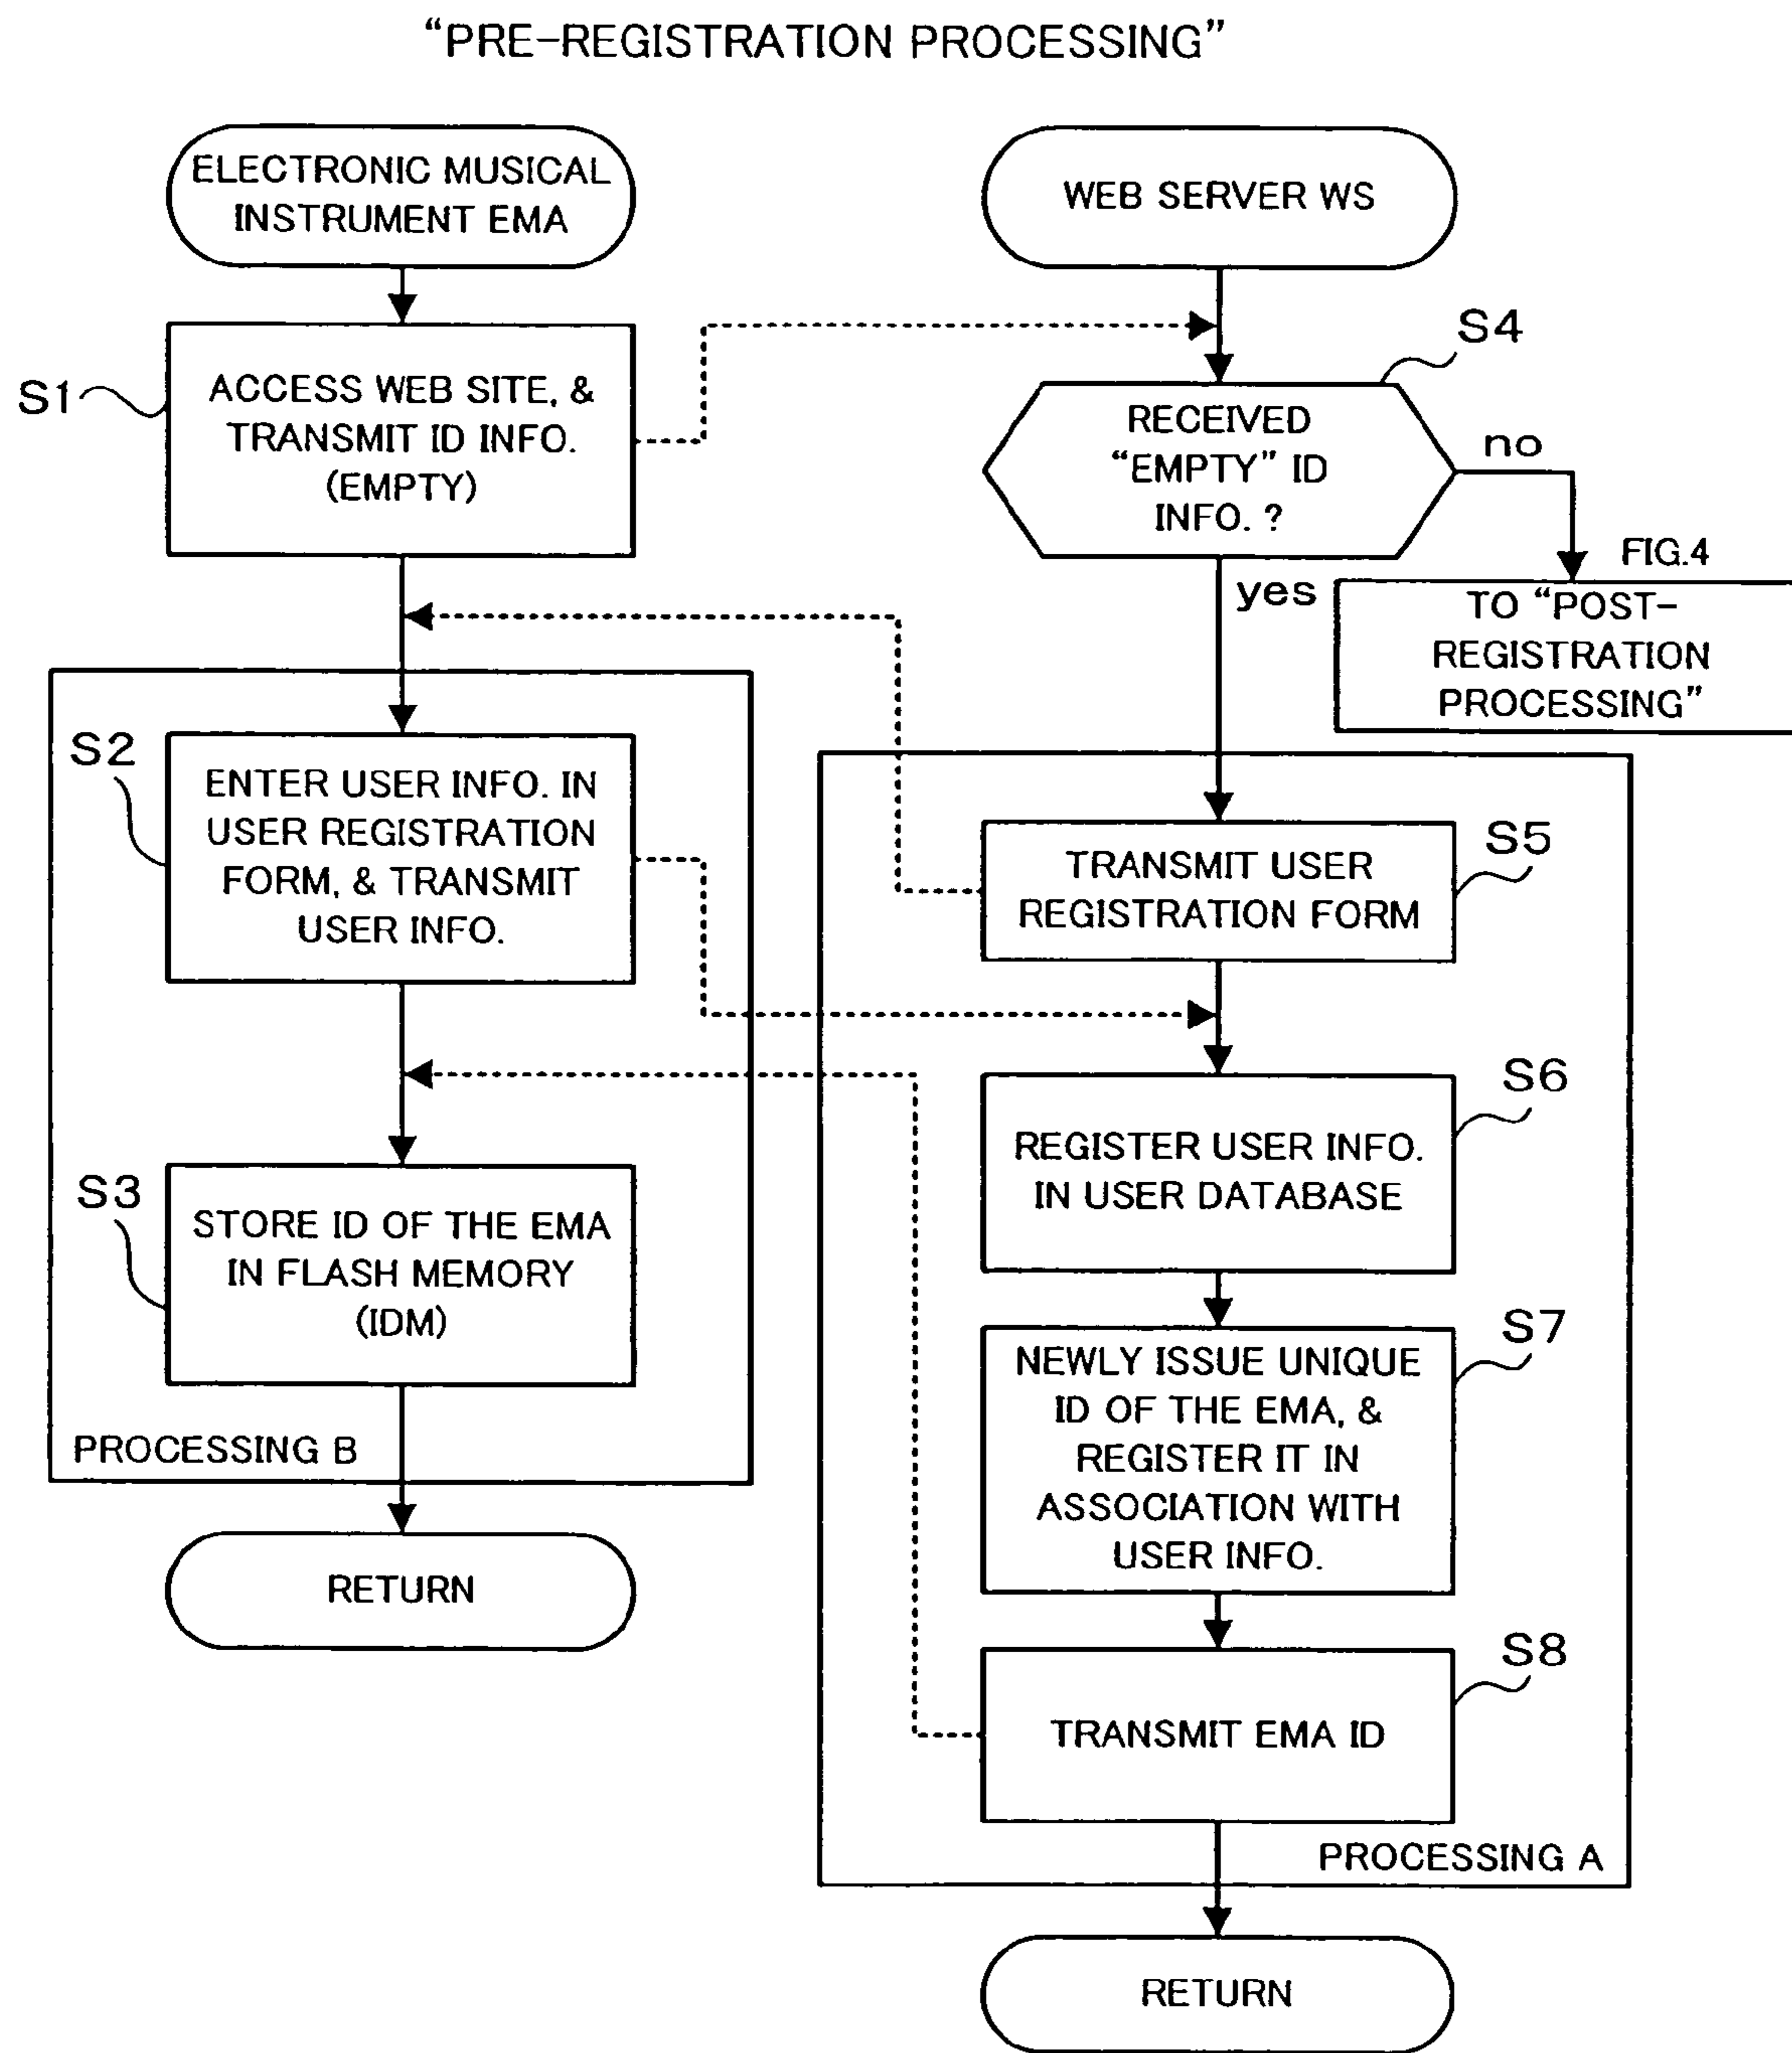 “PRE-REGISTRATION PROCESSING”
ELECTRONIC MUSICAL
INSTRUMENT EMA
S1
ACCESS WEB SITE, &
TRANSMIT ID INFO.
(EMPTY)
S2
ENTER USER INFO. IN
USER REGISTRATION
FORM, & TRANSMIT
USER INFO.
S3
STORE ID OF THE EMA
IN FLASH MEMORY
(IDM)
PROCESSING B
RETURN
WEB SERVER WS
S4
RECEIVED
“EMPTY” ID
INFO. ?
no
yes
FIG.4
TO “POST-
REGISTRATION
PROCESSING”
S5
TRANSMIT USER
REGISTRATION FORM
S6
REGISTER USER INFO.
IN USER DATABASE
S7
NEWLY ISSUE UNIQUE
ID OF THE EMA, &
REGISTER IT IN
ASSOCIATION WITH
USER INFO.
S8
TRANSMIT EMA ID
PROCESSING A
RETURN